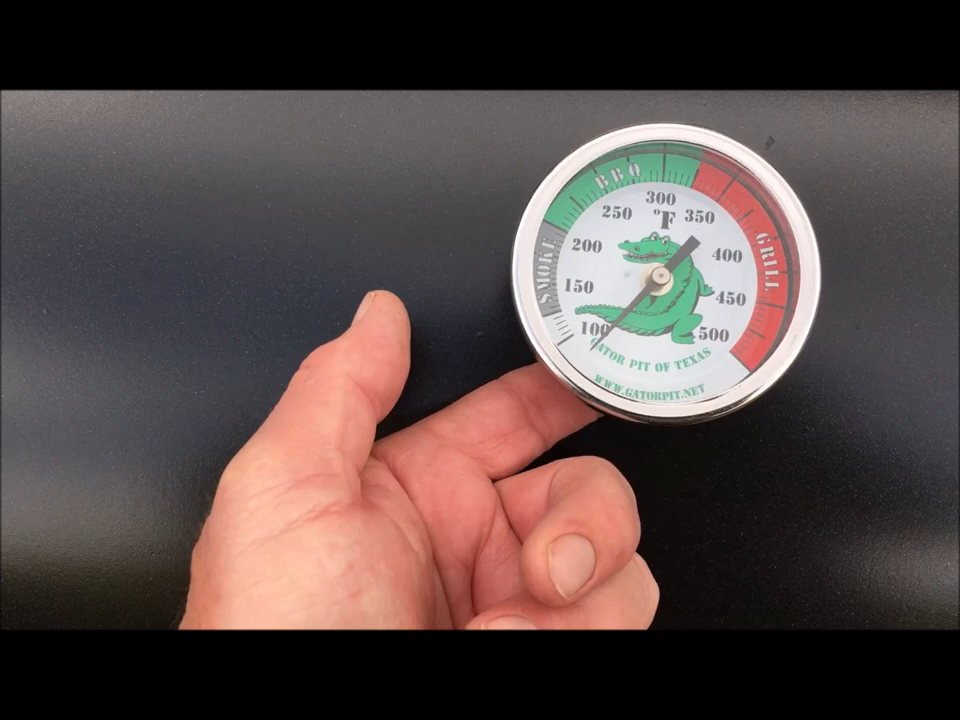 SMOKE
BBQ
GRILL
100
150
200
250
300
350
400
450
500
°F
GATOR PIT OF TEXAS
WWW.GATORPIT.NET